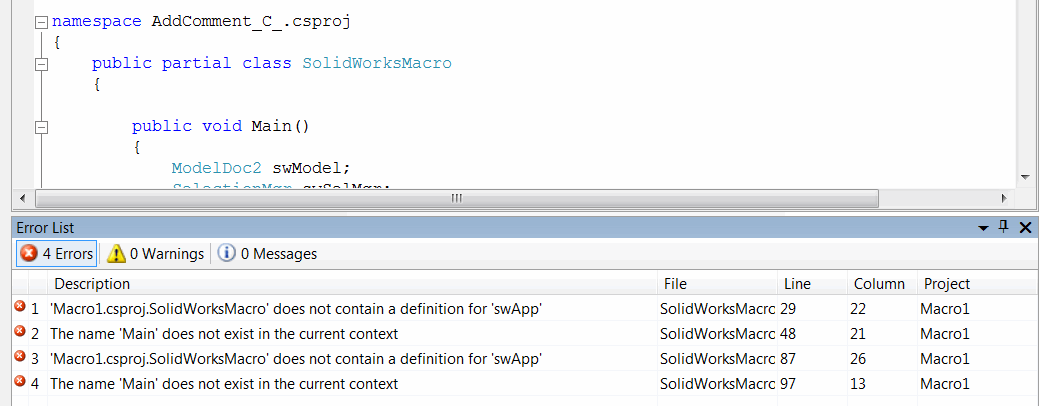 namespace AddComment_C_.csproj
{
public partial class SolidWorksMacro
{
public void Main()
{
ModelDoc2 swModel;
SelectionMgr swSelMgr;
Error List
4 Errors 0 Warnings 0 Messages
Description File Line Column Project
1 'Macro1.csproj.SolidWorksMacro' does not contain a definition for 'swApp' SolidWorksMacro 29 22 Macro1
2 The name 'Main' does not exist in the current context SolidWorksMacro 48 21 Macro1
3 'Macro1.csproj.SolidWorksMacro' does not contain a definition for 'swApp' SolidWorksMacro 87 26 Macro1
4 The name 'Main' does not exist in the current context SolidWorksMacro 97 13 Macro1